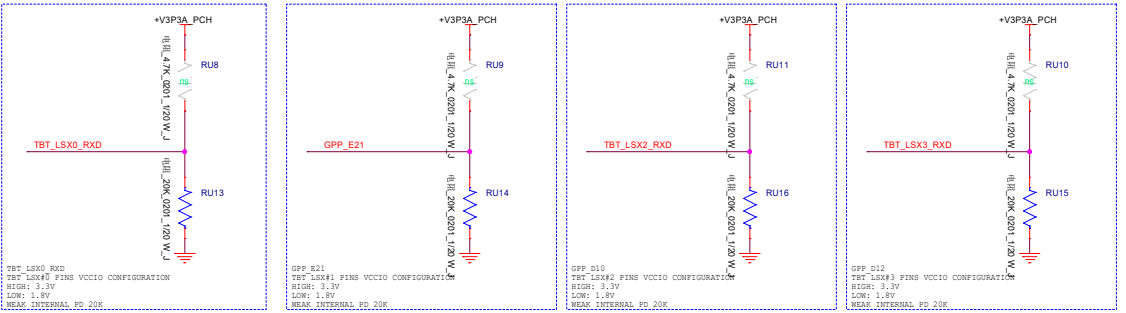 +V3P3A_PCH
电阻_4.7K_0201_1/20 W_J
RU8
ns
TBT_LSX0_RXD
电阻_20K_0201_1/20 W_J
RU13
TBT_LSX0_RXD
TBT_LSX#0 PINS VCCIO CONFIGURATION
HIGH: 3.3V
LOW: 1.8V
WEAK INTERNAL PD 20K
+V3P3A_PCH
电阻_4.7K_0201_1/20W_J
RU9
ns
GPP_E21
电阻_20K_0201_1/20 W_J
RU14
GPP_E21
TBT_LSX#1 PINS VCCIO CONFIGURATION
HIGH: 3.3V
LOW: 1.8V
WEAK INTERNAL PD 20K
+V3P3A_PCH
电阻_4.7K_0201_1/20W_J
RU11
ns
TBT_LSX2_RXD
电阻_20K_0201_1/20 W_J
RU16
GPP_D10
TBT_LSX#2 PINS VCCIO CONFIGURATION
HIGH: 3.3V
LOW: 1.8V
WEAK INTERNAL PD 20K
+V3P3A_PCH
电阻_4.7K_0201_1/20W_J
RU10
ns
TBT_LSX3_RXD
电阻_20K_0201_1/20 W_J
RU15
GPP_D12
TBT_LSX#3 PINS VCCIO CONFIGURATION
HIGH: 3.3V
LOW: 1.8V
WEAK INTERNAL PD 20K